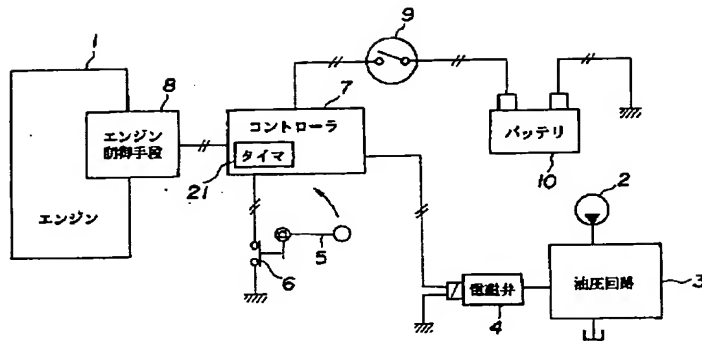 1
8
エンジン
制御手段
エンジン
7
コントローラ
タイマ
21
9
バッテリ
10
5
6
2
電磁弁
4
油圧回路
3